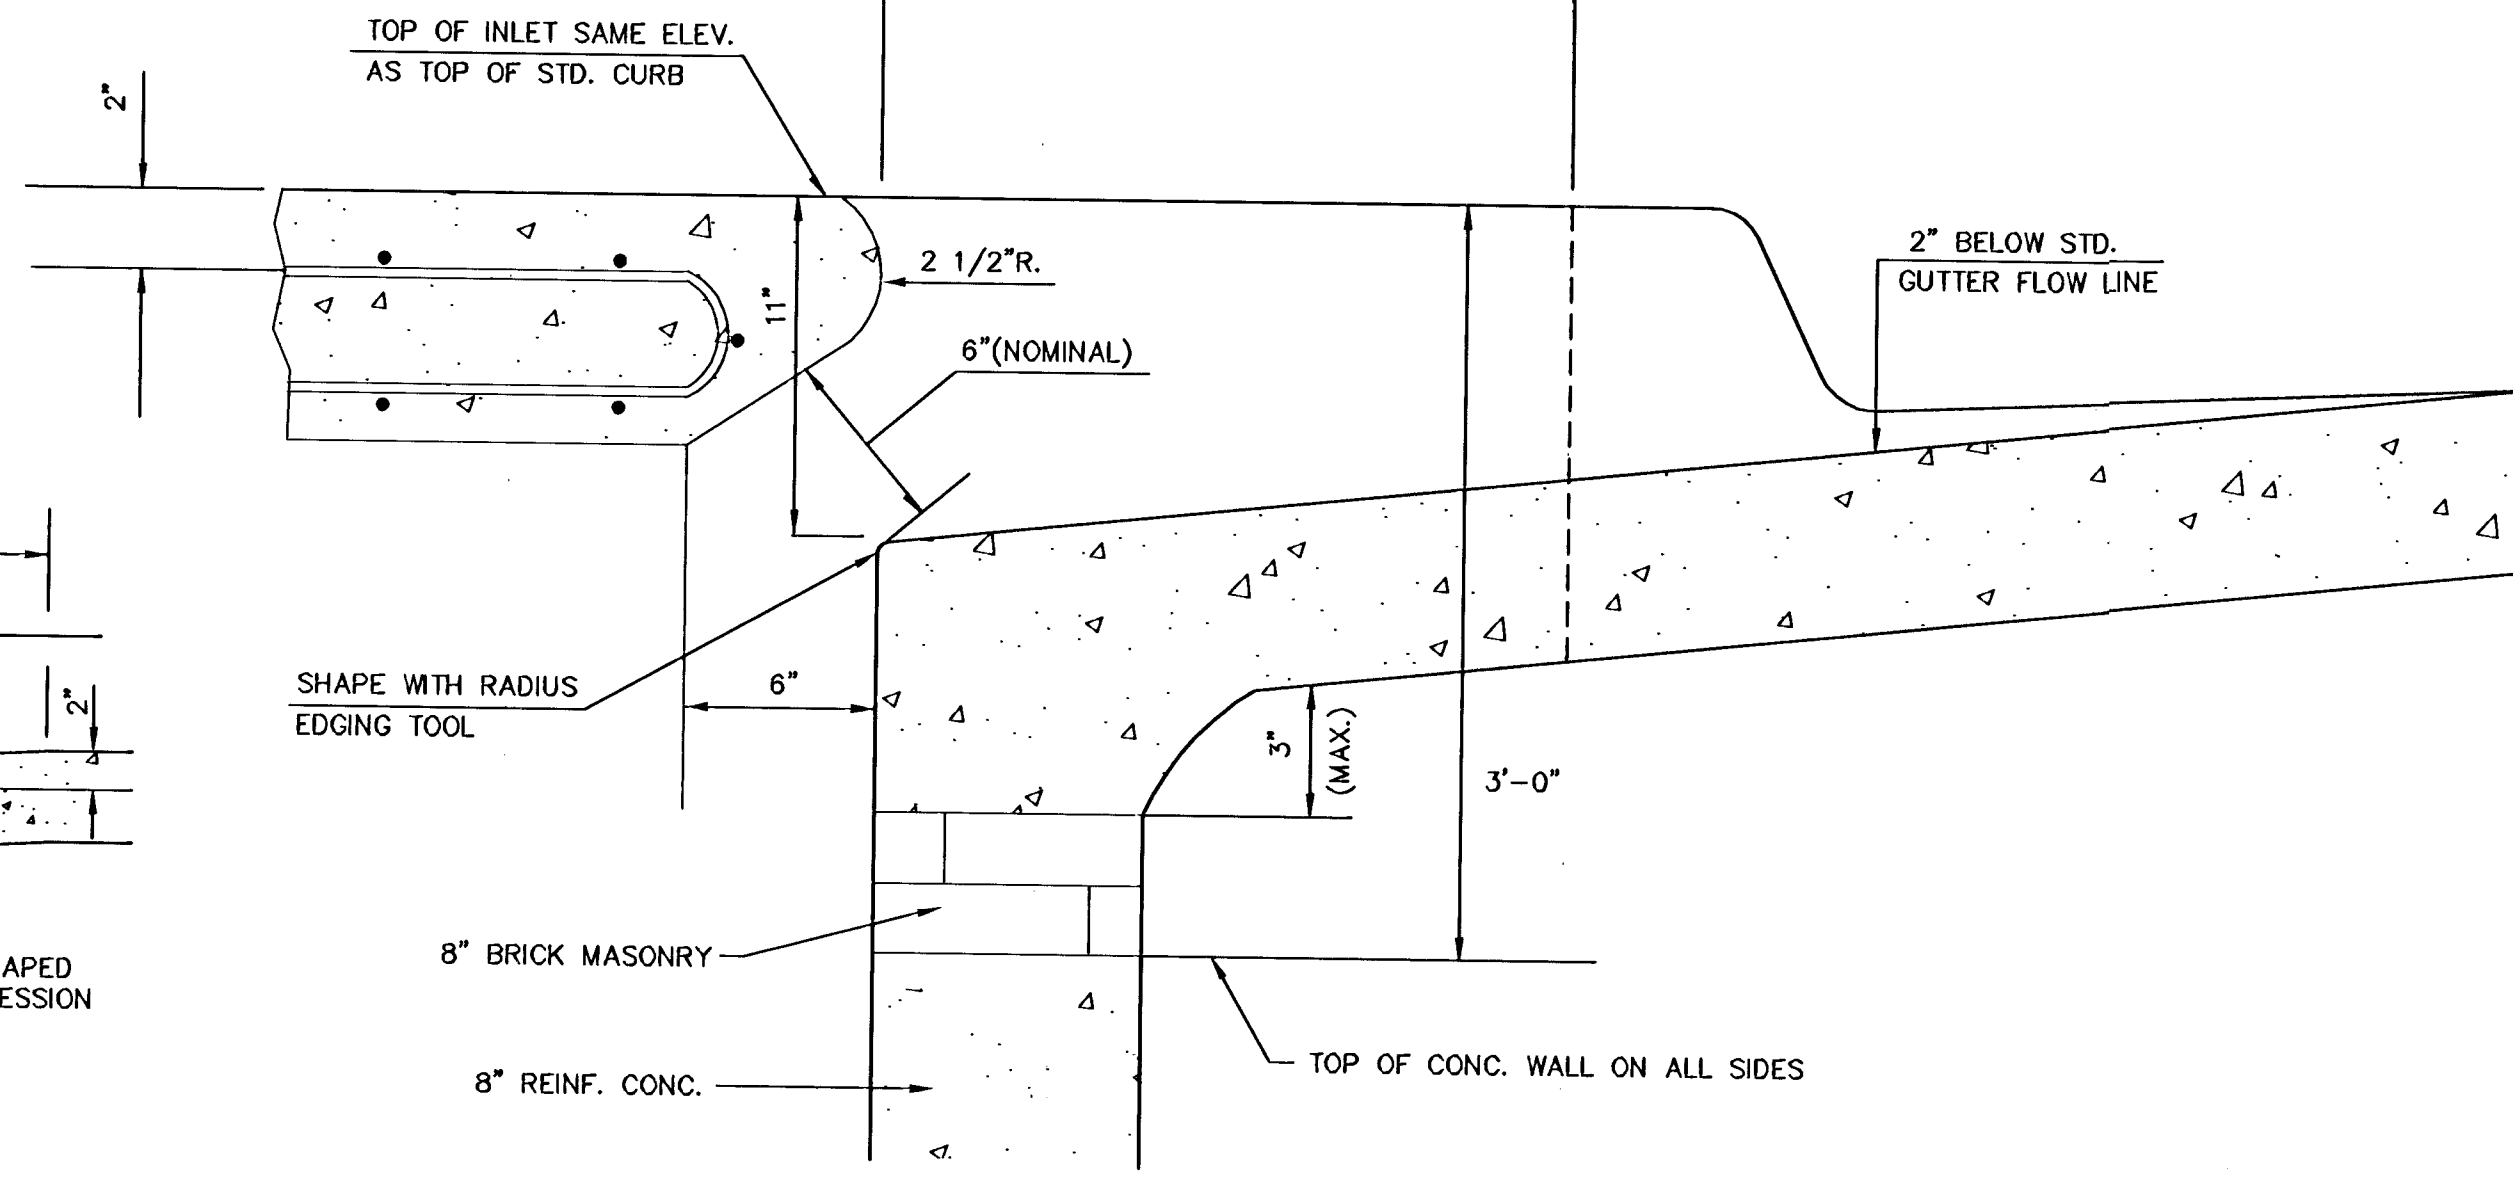 TOP OF INLET SAME ELEV.
AS TOP OF STD. CURB
2"
2" BELOW STD.
GUTTER FLOW LINE
2 1/2"R.
11"
6"(NOMINAL)
SHAPE WITH RADIUS
EDGING TOOL
6"
2"
3"
(MAX.)
3'-0"
8" BRICK MASONRY
APED
ESSION
8" REINF. CONC.
TOP OF CONC. WALL ON ALL SIDES